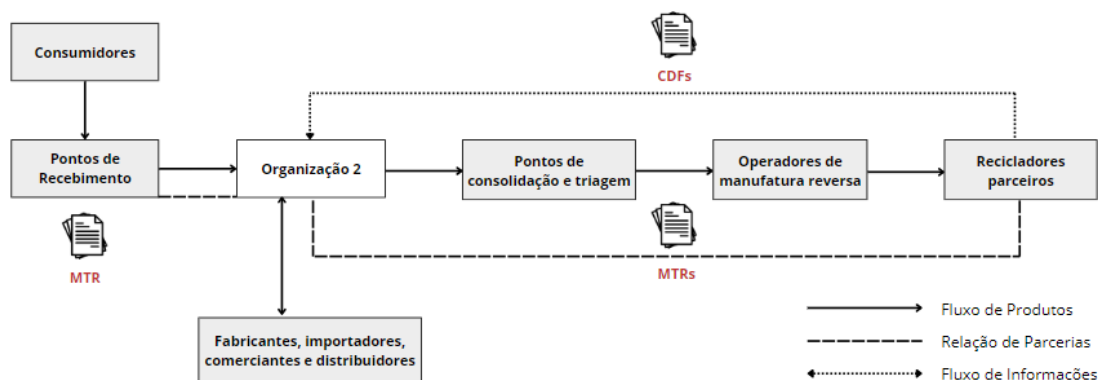 Consumidores
CDFs
Pontos de
Recebimento
Organização 2
Pontos de
consolidação e triagem
Operadores de
manufatura reversa
Recicladores
parceiros
MTR
MTRs
Fabricantes, importadores,
comerciantes e distribuidores
Fluxo de Produtos
Relação de Parcerias
Fluxo de Informações